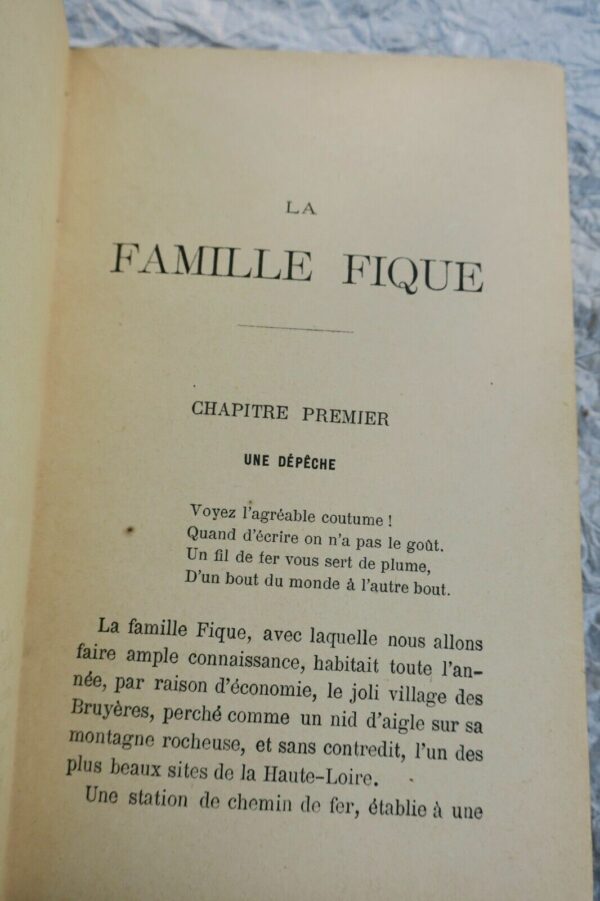 LA
FAMILLE FIQUE
CHAPITRE PREMIER
UNE DÉPÊCHE
Voyez l'agréable coutume !
Quand d'écrire on n'a pas le goût.
Un fil de fer vous sert de plume,
D'un bout du monde à l'autre bout.
La famille Fique, avec laquelle nous allons
faire ample connaissance, habitait toute l'an-
née, par raison d'économie, le joli village des
Bruyères, perché comme un nid d'aigle sur sa
montagne rocheuse, et sans contredit, l'un des
plus beaux sites de la Haute-Loire.
Une station de chemin de fer, établie à une